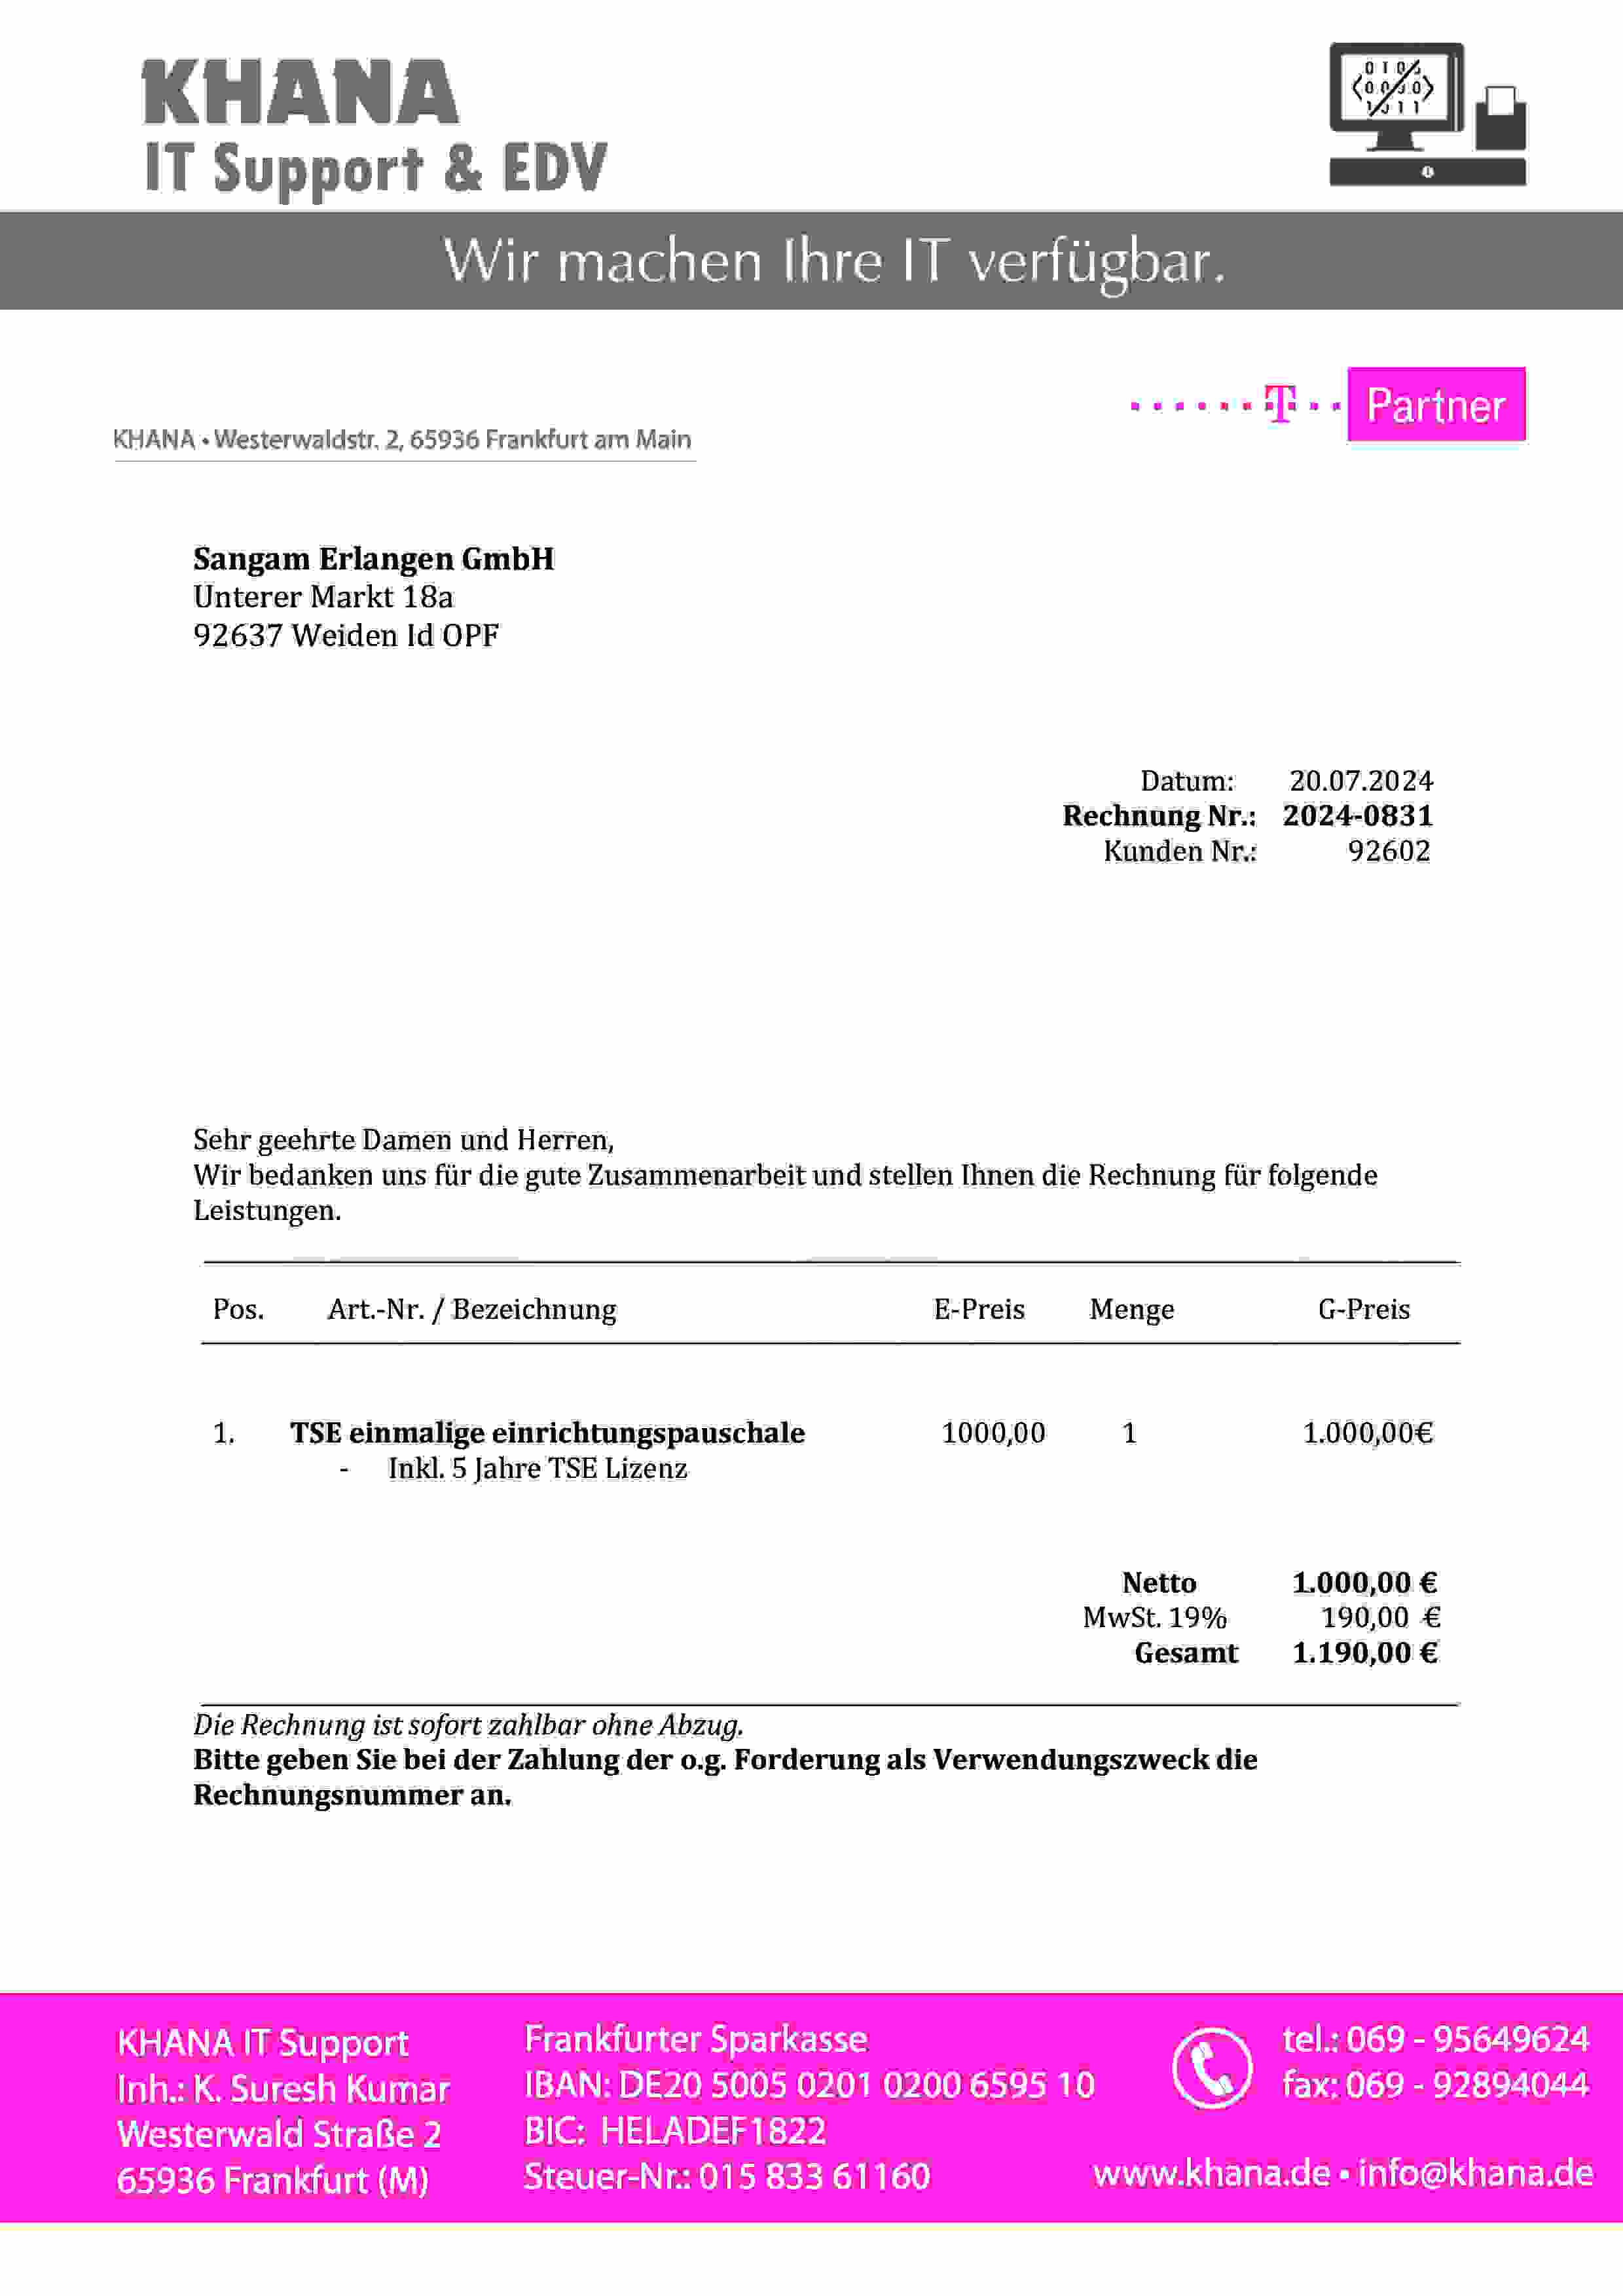 KHANA
IT Support & EDV
Wir machen Ihre IT verfügbar.
T Partner
KHANA • Westerwaldstr. 2, 65936 Frankfurt am Main
Sangam Erlangen GmbH
Unterer Markt 18a
92637 Weiden Id OPF
Datum: 20.07.2024
Rechnung Nr.: 2024-0831
Kunden Nr.: 92602
Sehr geehrte Damen und Herren,
Wir bedanken uns für die gute Zusammenarbeit und stellen Ihnen die Rechnung für folgende
Leistungen.
Pos. Art.-Nr. / Bezeichnung E-Preis Menge G-Preis
1. TSE einmalige einrichtungspauschale 1000,00 1 1.000,00€
- Inkl. 5 Jahre TSE Lizenz
Netto 1.000,00 €
MwSt. 19% 190,00 €
Gesamt 1.190,00 €
Die Rechnung ist sofort zahlbar ohne Abzug.
Bitte geben Sie bei der Zahlung der o.g. Forderung als Verwendungszweck die
Rechnungsnummer an.
KHANA IT Support
Inh.: K. Suresh Kumar
Westerwald Straße 2
65936 Frankfurt (M)
Frankfurter Sparkasse
IBAN: DE20 5005 0201 0200 6595 10
BIC: HELADEF1822
Steuer-Nr.: 015 833 61160
tel.: 069 - 95649624
fax: 069 - 92894044
www.khana.de • info@khana.de